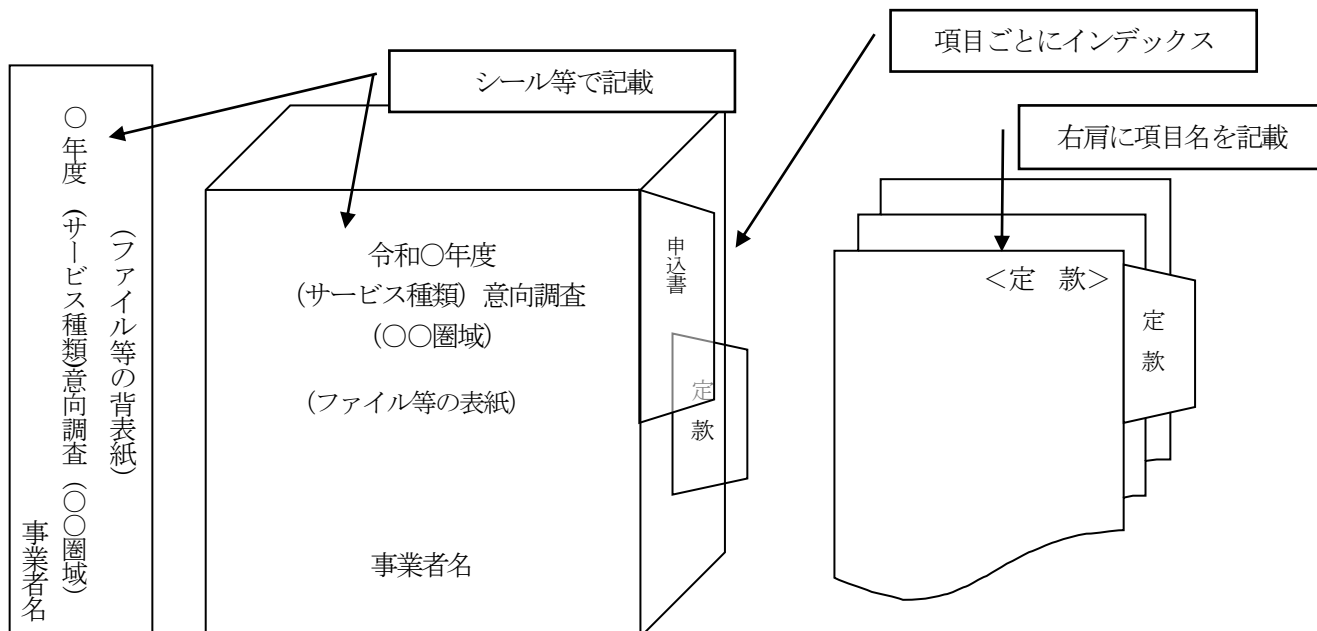 項目ごとにインデックス
シール等で記載
右肩に項目名を記載
(ファイル等の背表紙)
○年度 (サービス種類)意向調査 (○○圏域)
事業者名
令和○年度
(サービス種類) 意向調査
(○○圏域)
(ファイル等の表紙)
事業者名
申込書
定款
<定 款>
定款